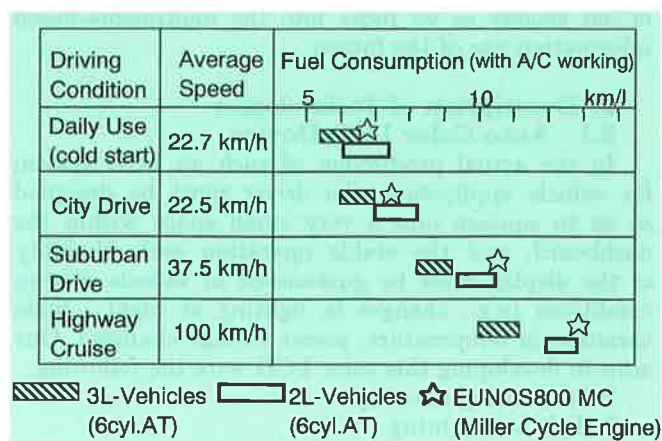 Driving Condition
Average Speed
Fuel Consumption (with A/C working)
5 10 km/l
Daily Use (cold start)
22.7 km/h
City Drive
22.5 km/h
Suburban Drive
37.5 km/h
Highway Cruise
100 km/h
3L-Vehicles (6cyl.AT)
2L-Vehicles (6cyl.AT)
EUNOS800 MC (Miller Cycle Engine)